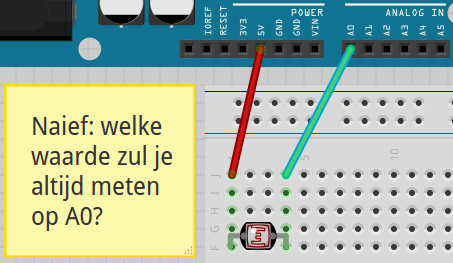 IOREF
RESET
3V3
5V
GND
GND
VIN
POWER
A0
A1
A2
A3
A4
A5
ANALOG IN
Naief: welke
waarde zul je
altijd meten
op A0?
5
10
J
I
H
G
F